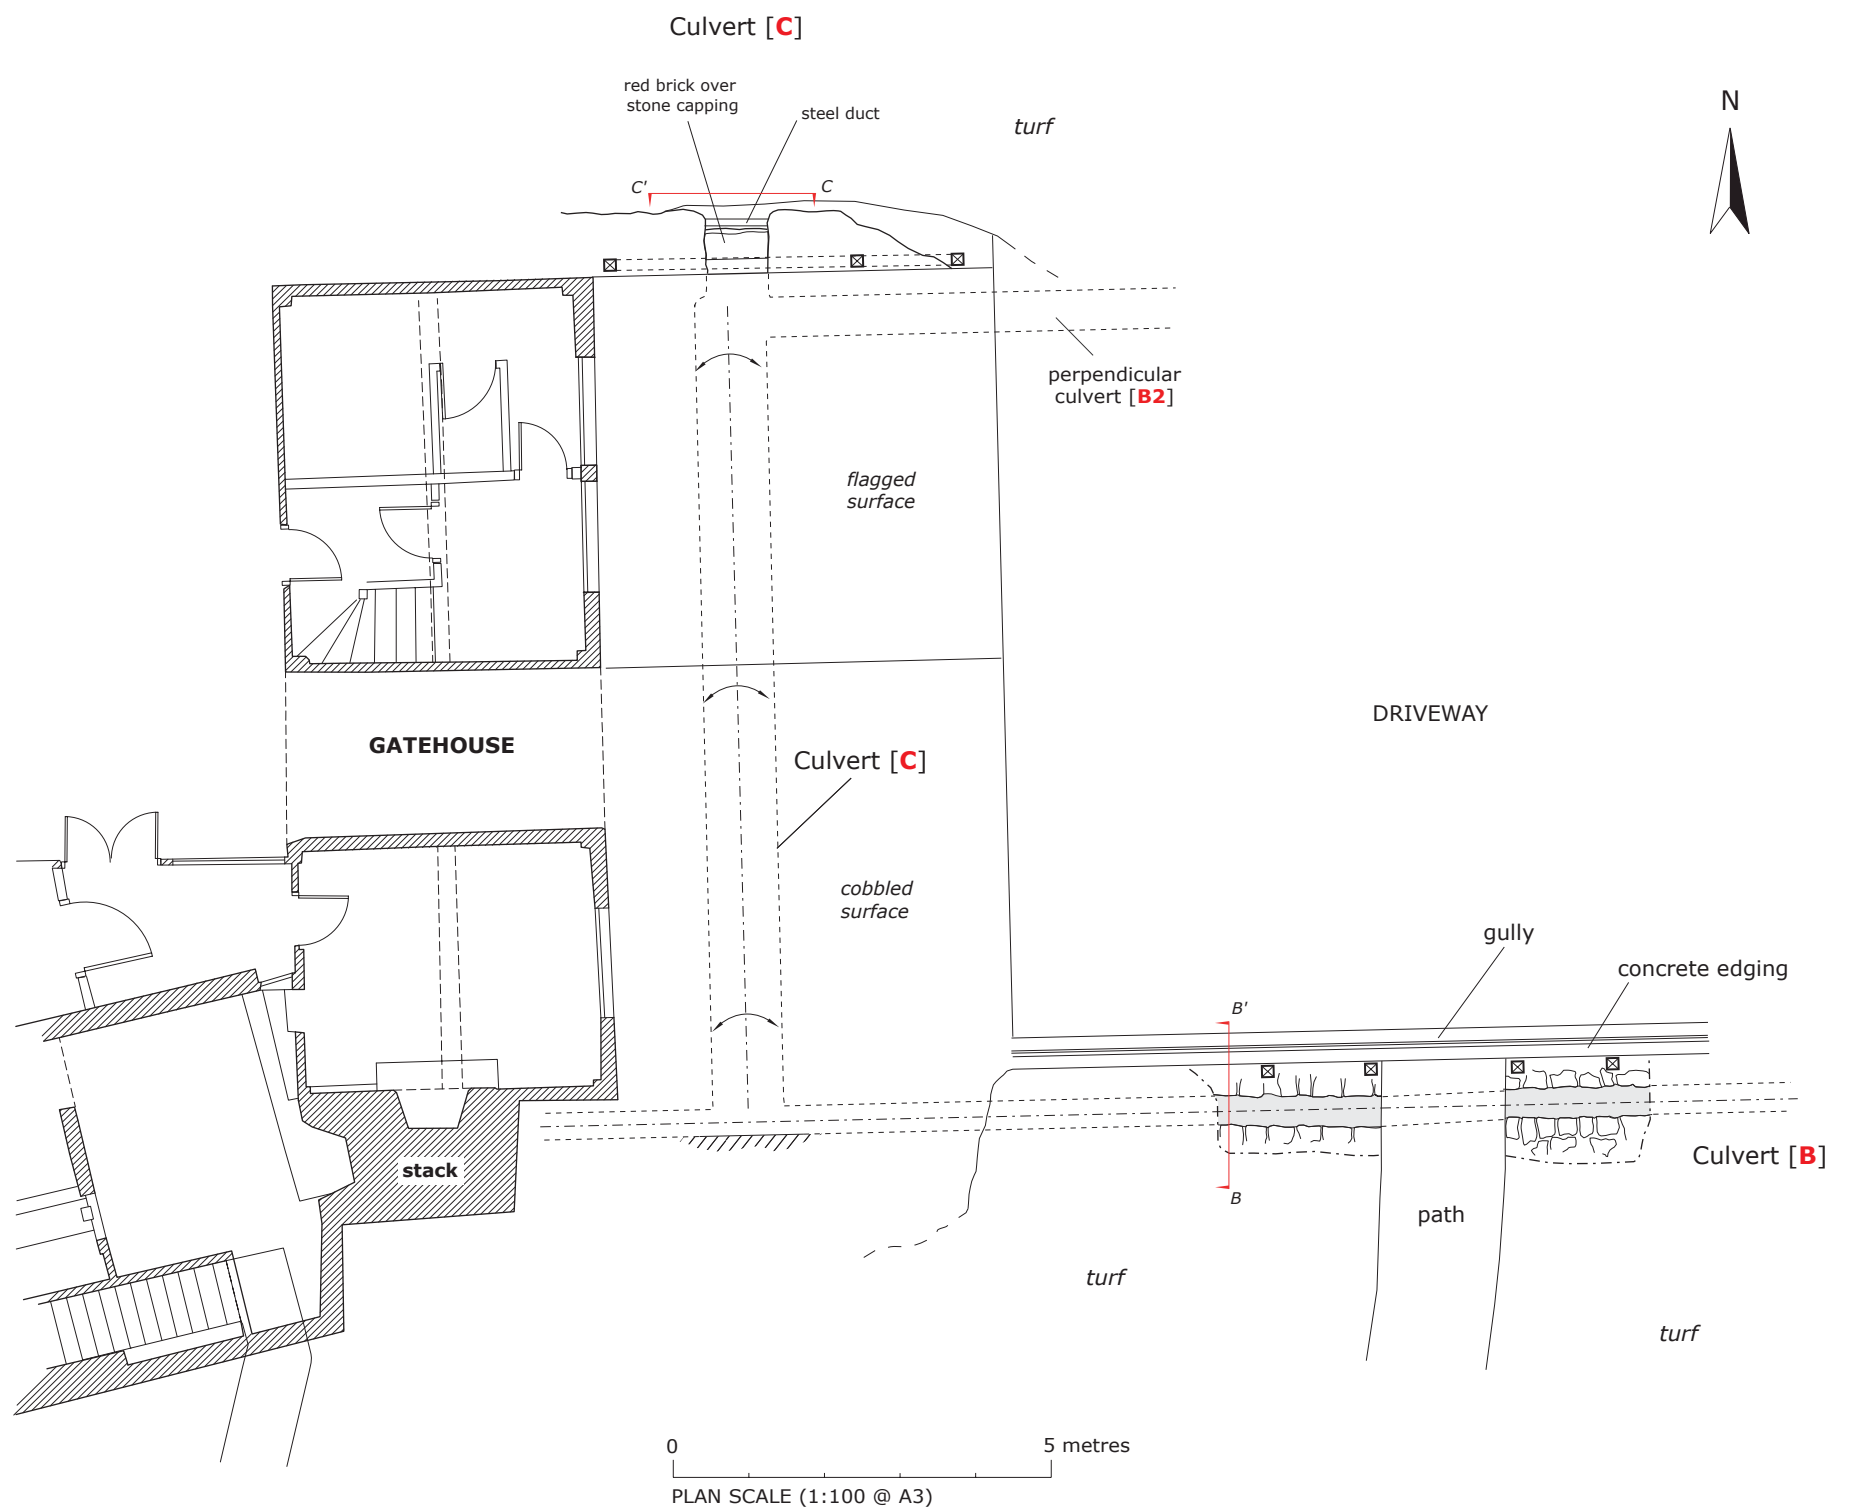 Culvert [C]
red brick over
stone capping
steel duct
turf
N
C'
C
perpendicular
culvert [B2]
flagged
surface
DRIVEWAY
GATEHOUSE
Culvert [C]
cobbled
surface
gully
concrete edging
B'
stack
Culvert [B]
B
path
turf
turf
0
5 metres
PLAN SCALE (1:100 @ A3)